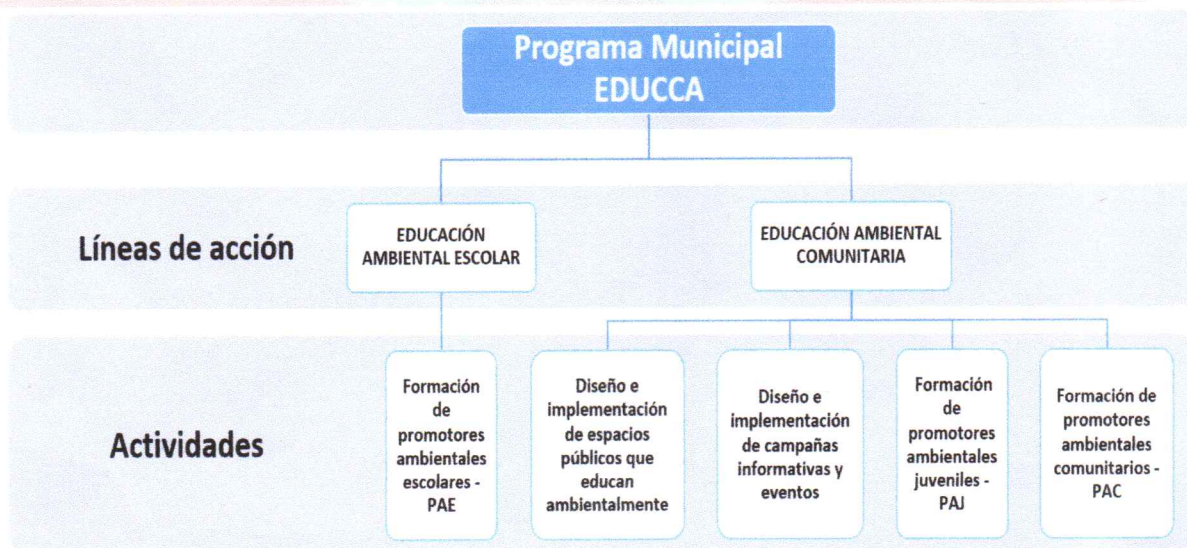 Programa Municipal
EDUCCA
Líneas de acción
EDUCACIÓN
AMBIENTAL ESCOLAR
EDUCACIÓN AMBIENTAL
COMUNITARIA
Actividades
Formación
de
promotores
ambientales
escolares -
PAE
Diseño e
implementación
de espacios
públicos que
educan
ambientalmente
Diseño e
implementación
de campañas
informativas y
eventos
Formación
de
promotores
ambientales
juveniles -
PAJ
Formación de
promotores
ambientales
comunitarios -
PAC